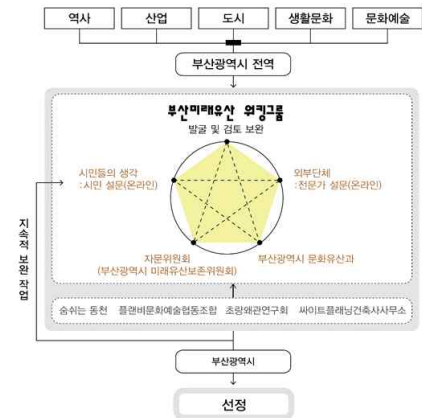 역사 산업 도시 생활문화 문화예술
부산광역시 전역
부산미래유산 워킹그룹
발굴 및 검토 보완
시민들의 생각
:시민 설문(온라인)
외부단체
:전문가 설문(온라인)
자문위원회
(부산광역시 미래유산보존위원회)
부산광역시 문화유산과
지속적 보완 작업
숨쉬는 동천 플랜비문화예술협동조합 초량왜관연구회 싸이트플래닝건축사사무소
부산광역시
선정